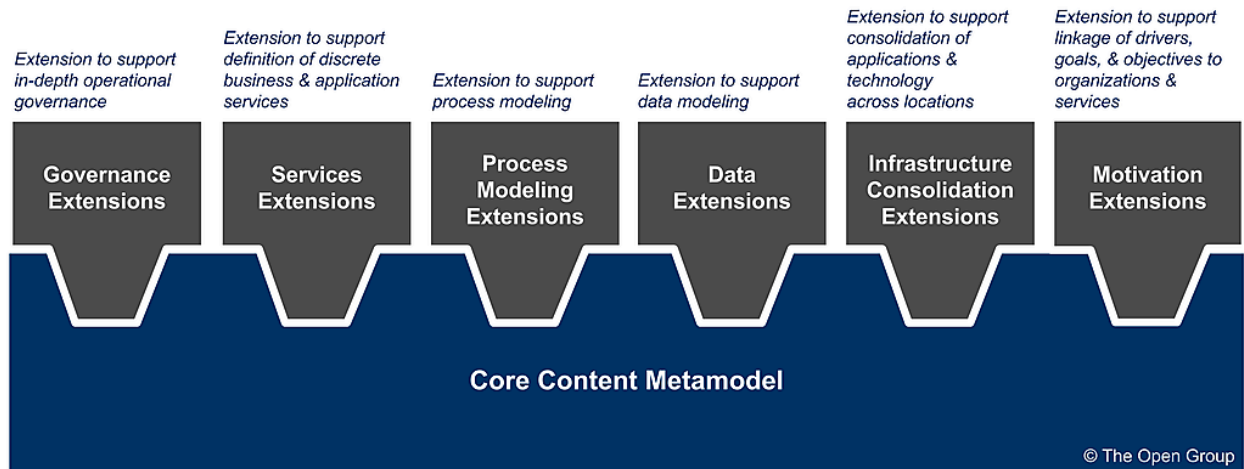 Extension to support
in-depth operational
governance
Extension to support
definition of discrete
business & application
services
Extension to support
process modeling
Extension to support
data modeling
Extension to support
consolidation of
applications &
technology
across locations
Extension to support
linkage of drivers,
goals, & objectives to
organizations &
services
Governance
Extensions
Services
Extensions
Process
Modeling
Extensions
Data
Extensions
Infrastructure
Consolidation
Extensions
Motivation
Extensions
Core Content Metamodel
© The Open Group